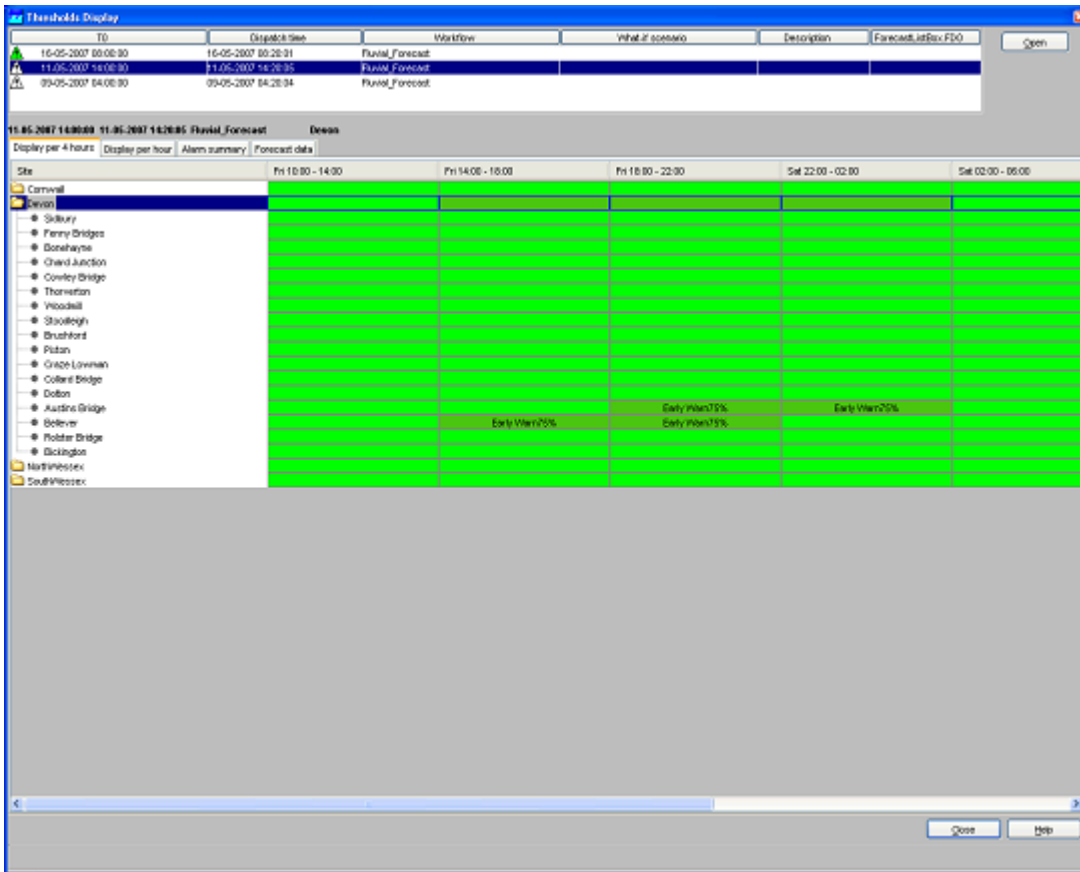 Thresholds Display
T0 Dispatch time Workflow What-if scenario Description ForecastListBox.FDO
Open
16-05-2007 08:00:00 16-05-2007 08:20:01 Fluvial_Forecast
11-05-2007 14:00:00 11-05-2007 14:20:05 Fluvial_Forecast
09-05-2007 04:00:00 09-05-2007 04:20:04 Fluvial_Forecast
11-05-2007 14:00:00 11-05-2007 14:20:05 Fluvial_Forecast Devon
Display per 4 hours Display per hour Alarm summary Forecast data
Site Fri 10:00 - 14:00 Fri 14:00 - 18:00 Fri 18:00 - 22:00 Sat 22:00 - 02:00 Sat 02:00 - 06:00
Cornwall
Devon
Sidbury
Fenny Bridges
Bonehayne
Chard Junction
Cowley Bridge
Thorverton
Woodmill
Stoodleigh
Brushford
Pixton
Craze Lowman
Collard Bridge
Dotton
Austins Bridge Early Warn75% Early Warn75%
Bellever Early Warn75% Early Warn75%
Rolster Bridge
Bickington
NorthWessex
SouthWessex
Close Help